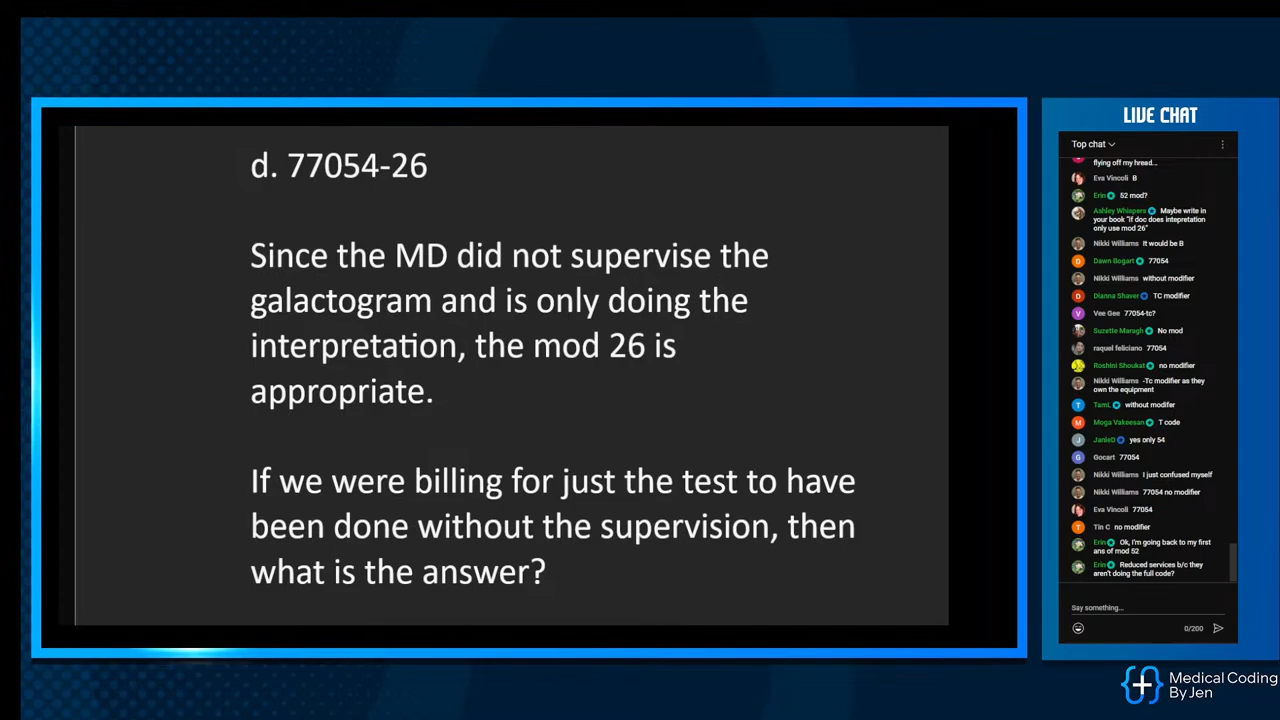 d. 77054-26
Since the MD did not supervise the
galactogram and is only doing the
interpretation, the mod 26 is
appropriate.
If we were billing for just the test to have
been done without the supervision, then
what is the answer?
LIVE CHAT
Top chat
flying off my hread...
Eva Vincoli B
Erin 52 mod?
Ashley Whispers Maybe write in
your book "If doc does intepretation
only use mod 26"
Nikki Williams It would be B
Dawn Bogart 77054
Nikki Williams without modifier
Dianna Shaver TC modifier
Vee Gee 77054-tc?
Suzette Maragh No mod
raquel feliciano 77054
Roshini Shoukat no modifier
Nikki Williams -Tc modifier as they
own the equipment
TamL without modifer
Moga Vakeesan T code
JanieD yes only 54
Gocart 77054
Nikki Williams I just confused myself
Nikki Williams 77054 no modifier
Eva Vincoli 77054
Tin C no modifier
Erin Ok, I'm going back to my first
ans of mod 52
Erin Reduced services b/c they
aren't doing the full code?
Say something...
0/200
Medical Coding
By Jen